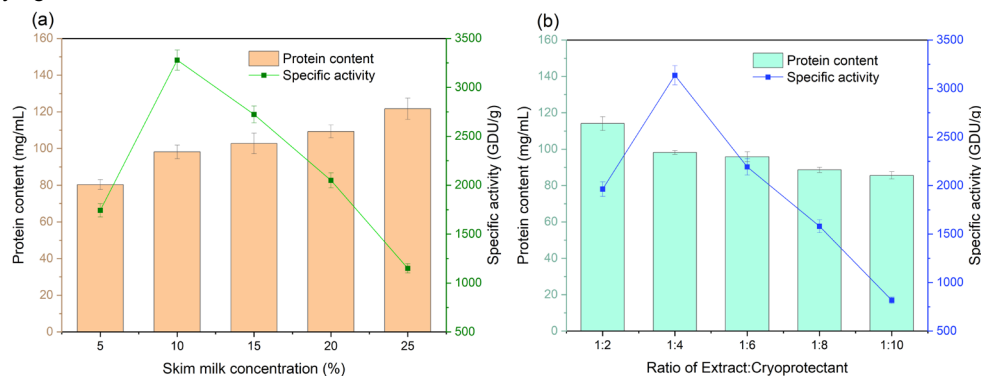 (a)
Protein content
Specific activity
Protein content (mg/mL)
160
140
120
100
80
60
40
20
0
3500
3000
2500
2000
1500
1000
500
Specific activity (GDU/g)
5 10 15 20 25
Skim milk concentration (%)
(b)
Protein content
Specific activity
Protein content (mg/mL)
160
140
120
100
80
60
40
20
0
3500
3000
2500
2000
1500
1000
500
Specific activity (GDU/g)
1:2 1:4 1:6 1:8 1:10
Ratio of Extract:Cryoprotectant